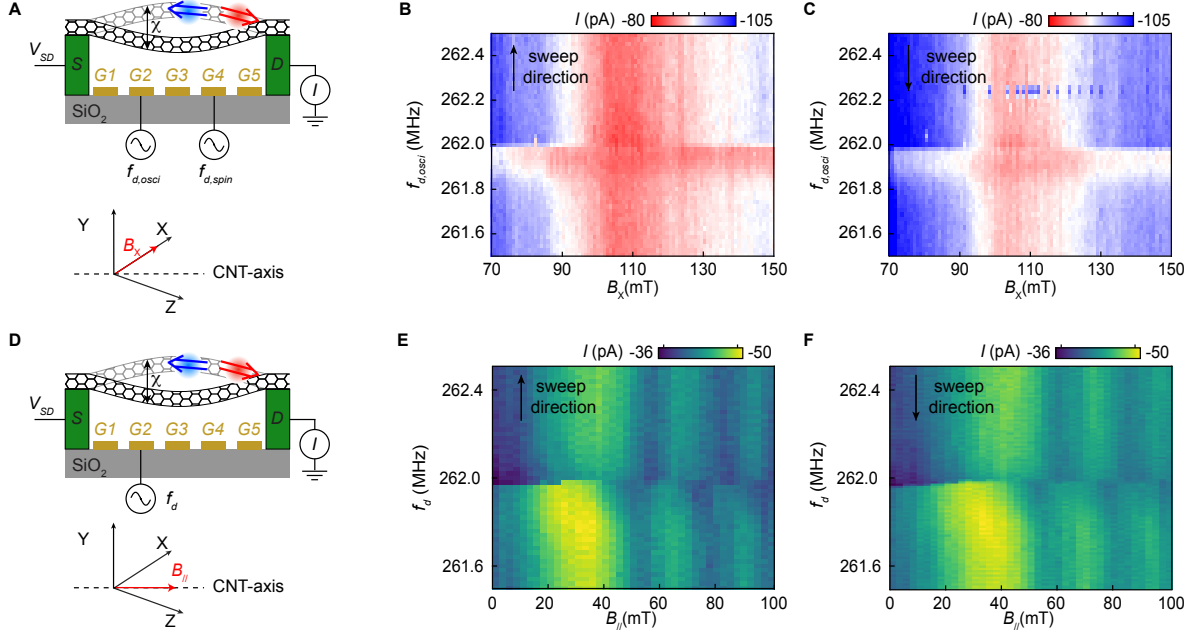 A
χ
V_SD
S
G1 G2 G3 G4 G5
D
I
SiO₂
f_d,osci
f_d,spin
Y
X
B_X
CNT-axis
Z
B
I (pA) -80 -105
sweep
direction
262.4
262.2
262.0
261.8
261.6
f_d,osci (MHz)
70 90 110 130 150
B_X(mT)
C
I (pA) -80 -105
sweep
direction
262.4
262.2
262.0
261.8
261.6
f_d,osci (MHz)
70 90 110 130 150
B_X(mT)
D
χ
V_SD
S
G1 G2 G3 G4 G5
D
I
SiO₂
f_d
Y
X
B_//
CNT-axis
Z
E
I (pA) -36 -50
sweep
direction
262.4
262.0
261.6
f_d (MHz)
0 20 40 60 80 100
B_//(mT)
F
I (pA) -36 -50
sweep
direction
262.4
262.0
261.6
f_d (MHz)
0 20 40 60 80 100
B_//(mT)